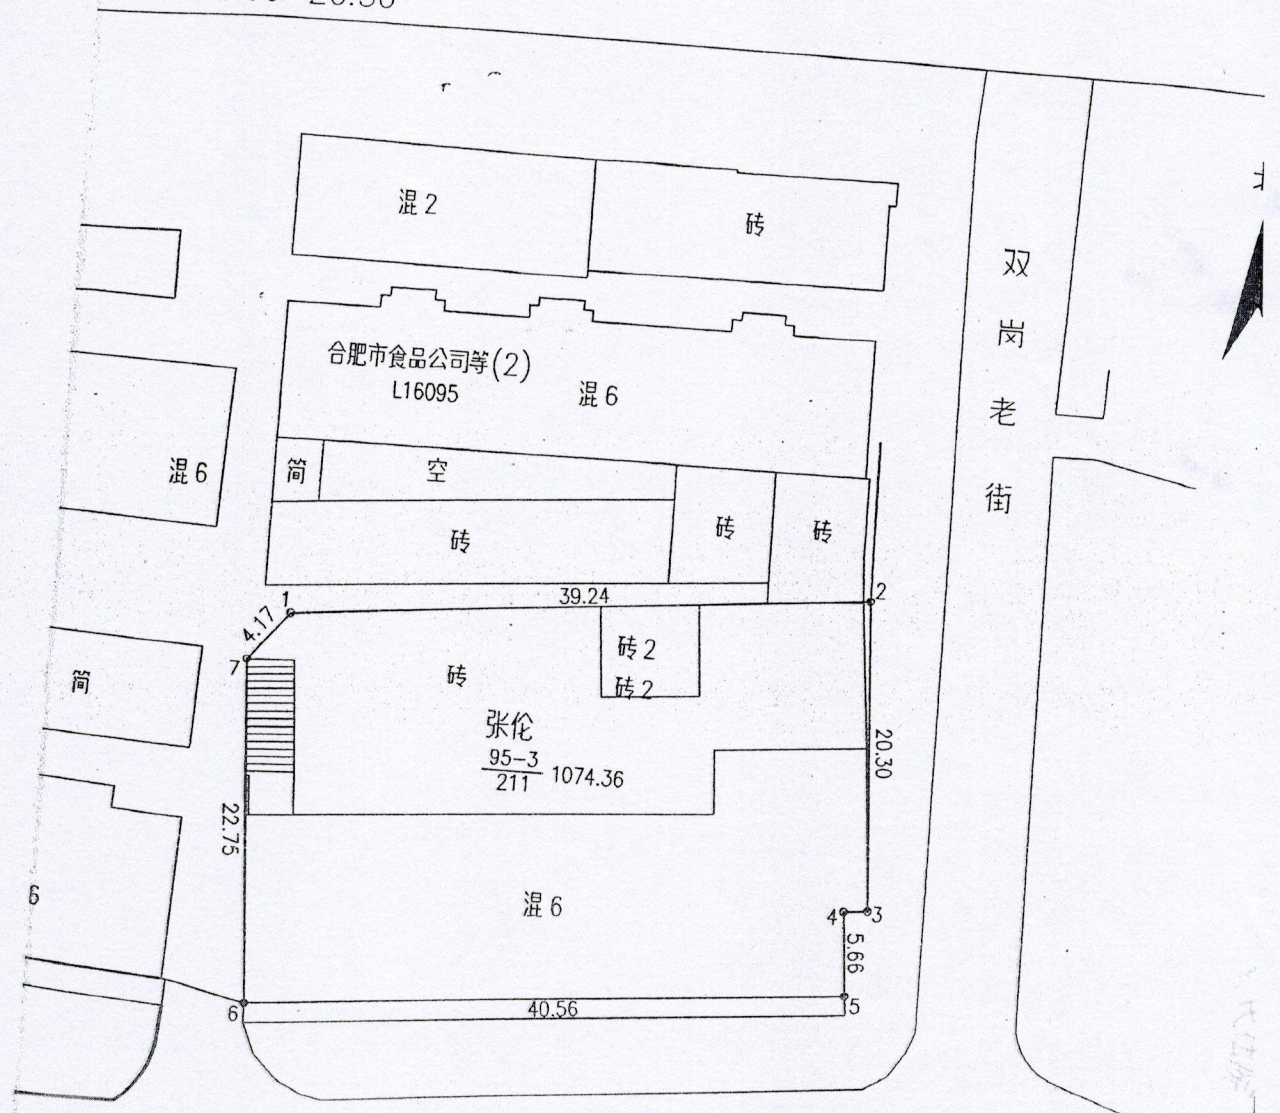 混2
砖
双岗老街
合肥市食品公司等(2)
L16095
混6
混6
简
空
砖
砖
砖
39.24
1
2
4.17
7
简
砖
砖2
砖2
张伦
95-3
211
1074.36
20.30
22.75
6
混6
4
3
5.66
6
40.56
5